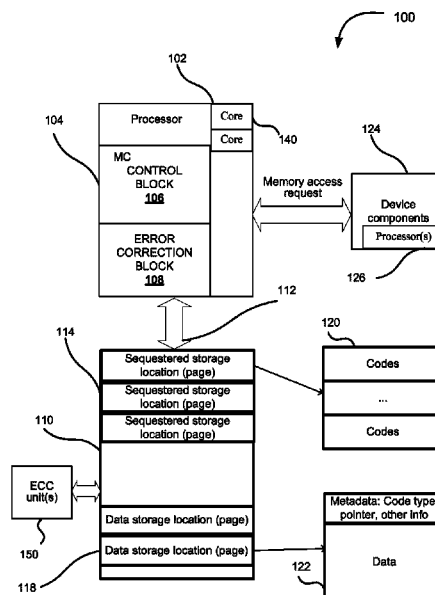 100
102
Processor
Core
Core
140
104
MC
CONTROL
BLOCK
106
ERROR
CORRECTION
BLOCK
108
Memory access
request
124
Device
components
Processor(s)
126
112
114
Sequestered storage
location (page)
Sequestered storage
location (page)
Sequestered storage
location (page)
110
120
Codes
...
Codes
ECC
unit(s)
150
Data storage location (page)
Data storage location (page)
118
Metadata: Code type,
pointer, other info
Data
122